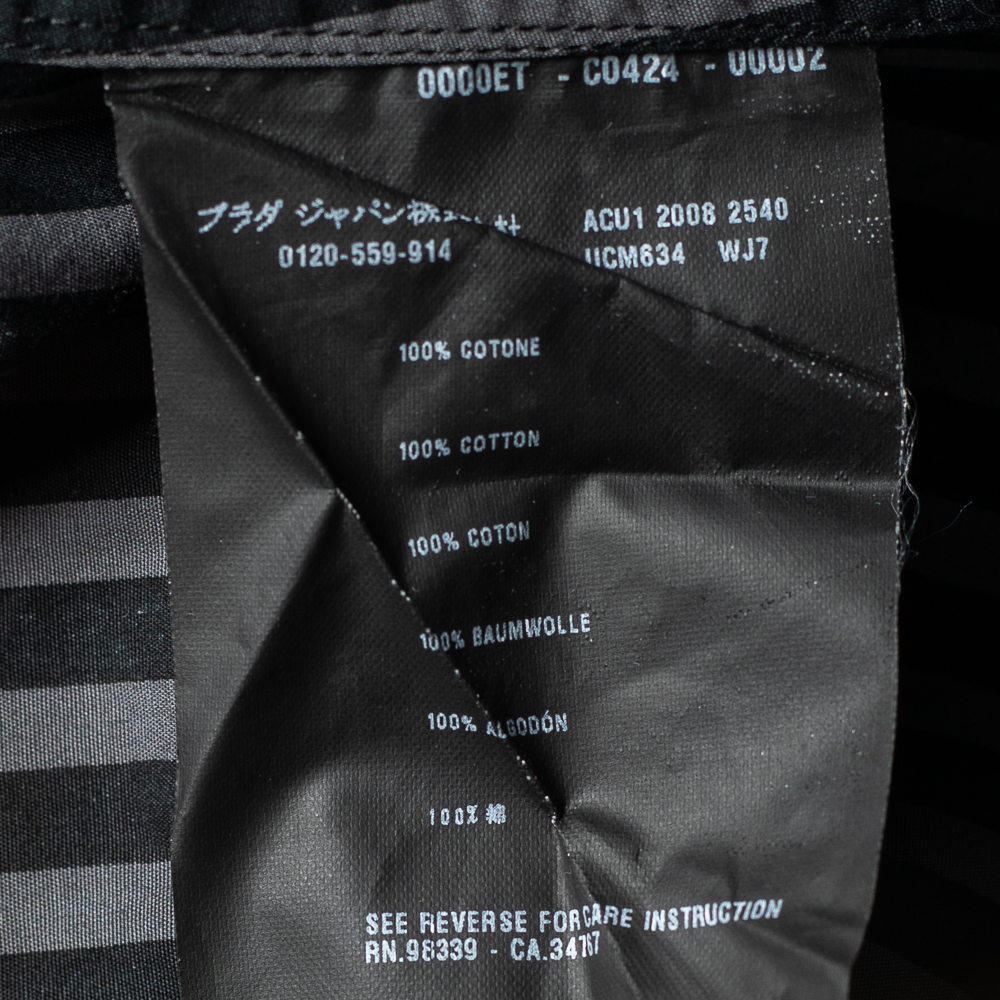 0000ET - C0424 - 00002
プラダ ジャパン株
0120-559-914
ACU1 2008 2540
UCM634 WJ7
100% COTONE
100% COTTON
100% COTON
100% BAUMWOLLE
100% ALGODÓN
100% 綿
SEE REVERSE FOR CARE INSTRUCTION
RN.98339 - CA.34767